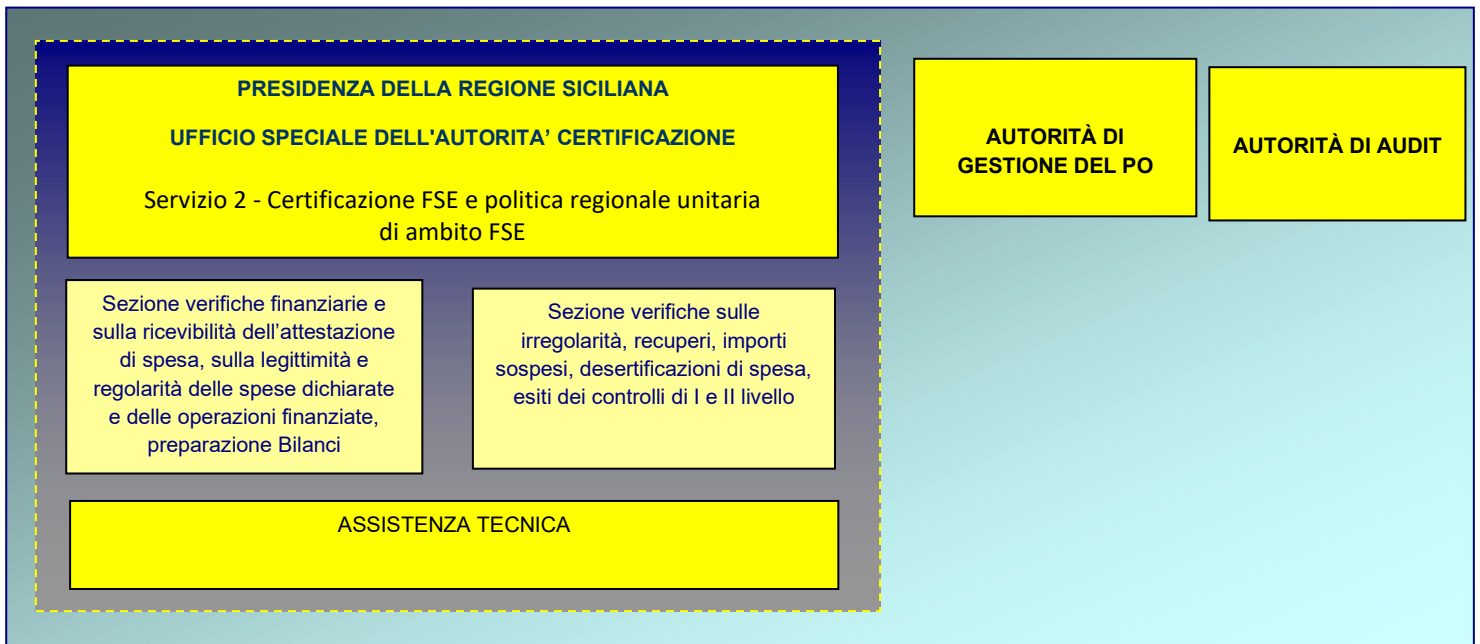 PRESIDENZA DELLA REGIONE SICILIANA
UFFICIO SPECIALE DELL'AUTORITA’ CERTIFICAZIONE
Servizio 2 - Certificazione FSE e politica regionale unitaria
di ambito FSE
AUTORITÀ DI
GESTIONE DEL PO
AUTORITÀ DI AUDIT
Sezione verifiche finanziarie e
sulla ricevibilità dell’attestazione
di spesa, sulla legittimità e
regolarità delle spese dichiarate
e delle operazioni finanziate,
preparazione Bilanci
Sezione verifiche sulle
irregolarità, recuperi, importi
sospesi, desertificazioni di spesa,
esiti dei controlli di I e II livello
ASSISTENZA TECNICA